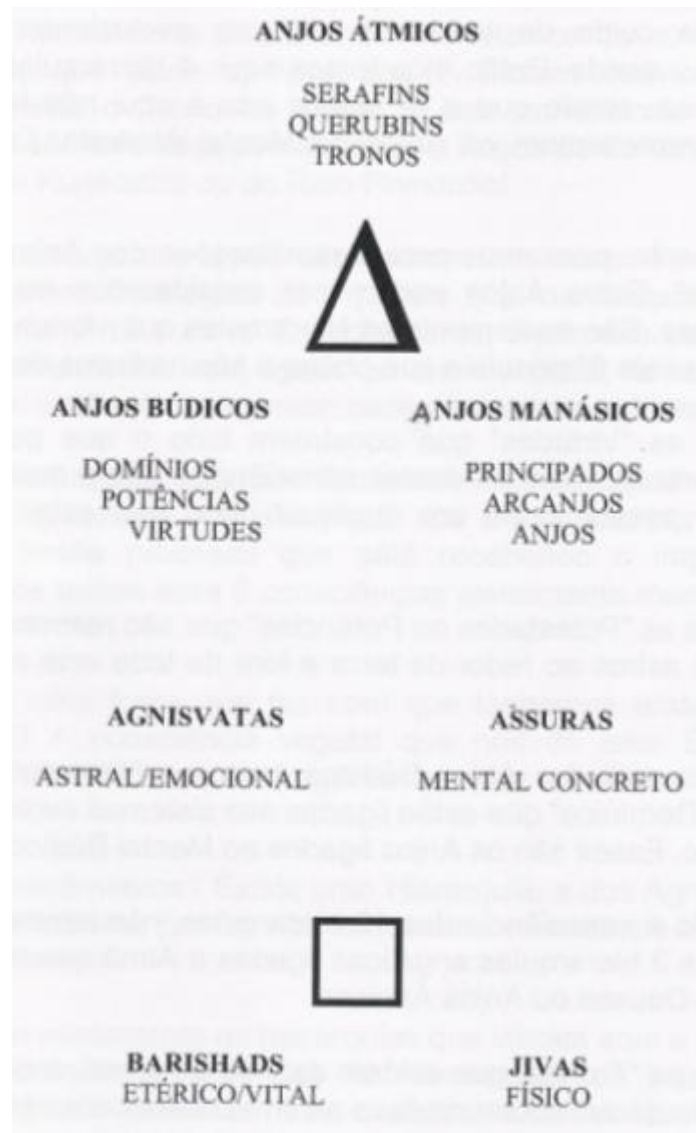 ANJOS ÁTMICOS
SERAFINS
QUERUBINS
TRONOS
ANJOS BÚDICOS
DOMÍNIOS
POTÊNCIAS
VIRTUDES
ANJOS MANÁSICOS
PRINCIPADOS
ARCANJOS
ANJOS
AGNISVATAS
ASTRAL/EMOCIONAL
ASSURAS
MENTAL CONCRETO
BARISHADS
ETÉRICO/VITAL
JIVAS
FÍSICO